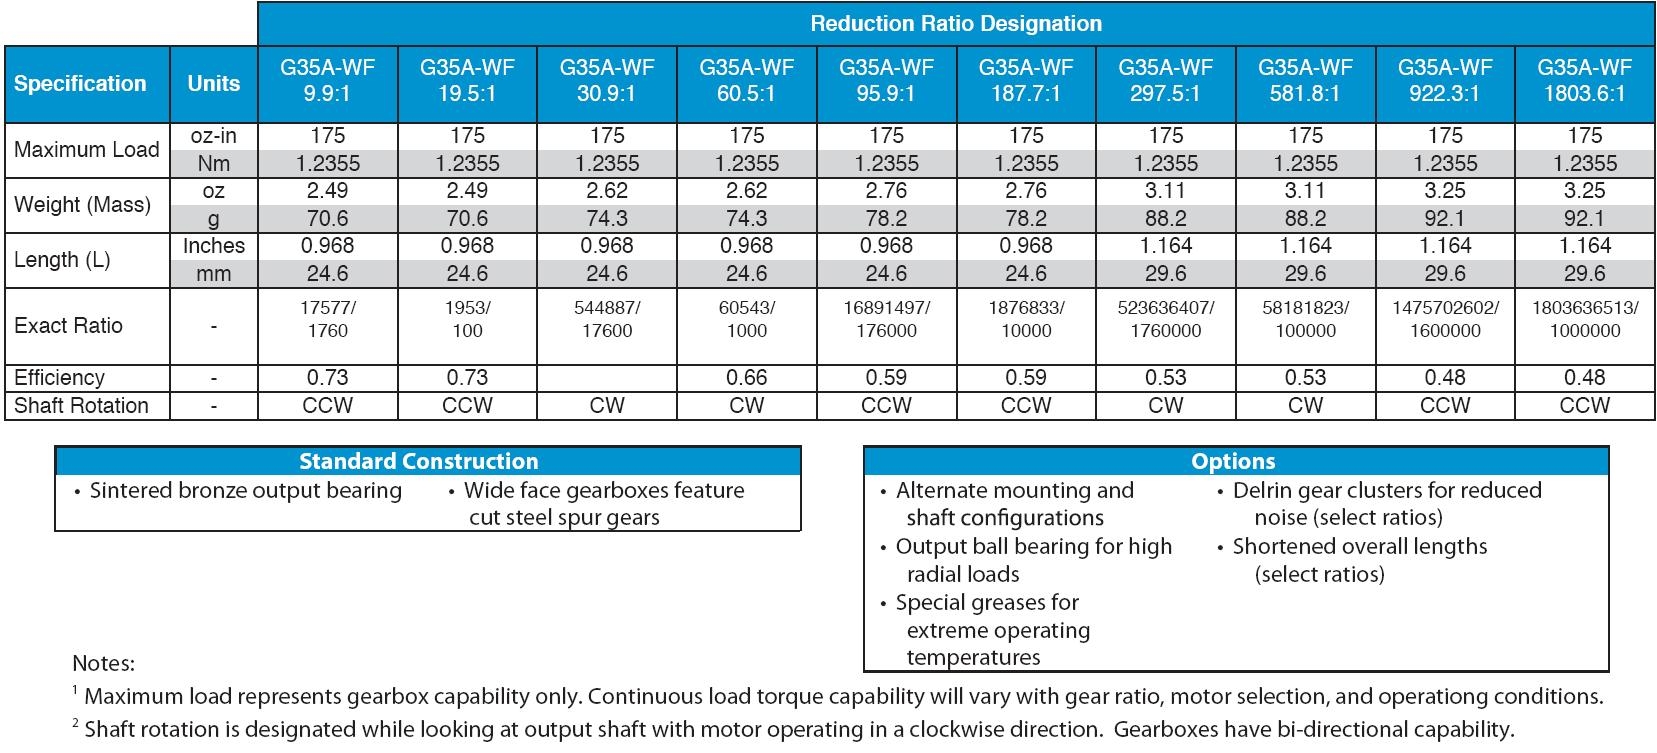 Reduction Ratio Designation
Specification Units G35A-WF 9.9:1 G35A-WF 19.5:1 G35A-WF 30.9:1 G35A-WF 60.5:1 G35A-WF 95.9:1 G35A-WF 187.7:1 G35A-WF 297.5:1 G35A-WF 581.8:1 G35A-WF 922.3:1 G35A-WF 1803.6:1
Maximum Load oz-in 175 175 175 175 175 175 175 175 175 175
Nm 1.2355 1.2355 1.2355 1.2355 1.2355 1.2355 1.2355 1.2355 1.2355 1.2355
Weight (Mass) oz 2.49 2.49 2.62 2.62 2.76 2.76 3.11 3.11 3.25 3.25
g 70.6 70.6 74.3 74.3 78.2 78.2 88.2 88.2 92.1 92.1
Length (L) Inches 0.968 0.968 0.968 0.968 0.968 0.968 1.164 1.164 1.164 1.164
mm 24.6 24.6 24.6 24.6 24.6 24.6 29.6 29.6 29.6 29.6
Exact Ratio - 17577/1760 1953/100 544887/17600 60543/1000 16891497/176000 1876833/10000 523636407/1760000 58181823/100000 1475702602/1600000 1803636513/1000000
Efficiency - 0.73 0.73 0.66 0.59 0.59 0.53 0.53 0.48 0.48
Shaft Rotation - CCW CCW CW CW CCW CCW CW CW CCW CCW
Standard Construction
• Sintered bronze output bearing
• Wide face gearboxes feature
cut steel spur gears
Options
• Alternate mounting and
shaft configurations
• Output ball bearing for high
radial loads
• Special greases for
extreme operating
temperatures
• Delrin gear clusters for reduced
noise (select ratios)
• Shortened overall lengths
(select ratios)
Notes:
1 Maximum load represents gearbox capability only. Continuous load torque capability will vary with gear ratio, motor selection, and operationg conditions.
2 Shaft rotation is designated while looking at output shaft with motor operating in a clockwise direction. Gearboxes have bi-directional capability.